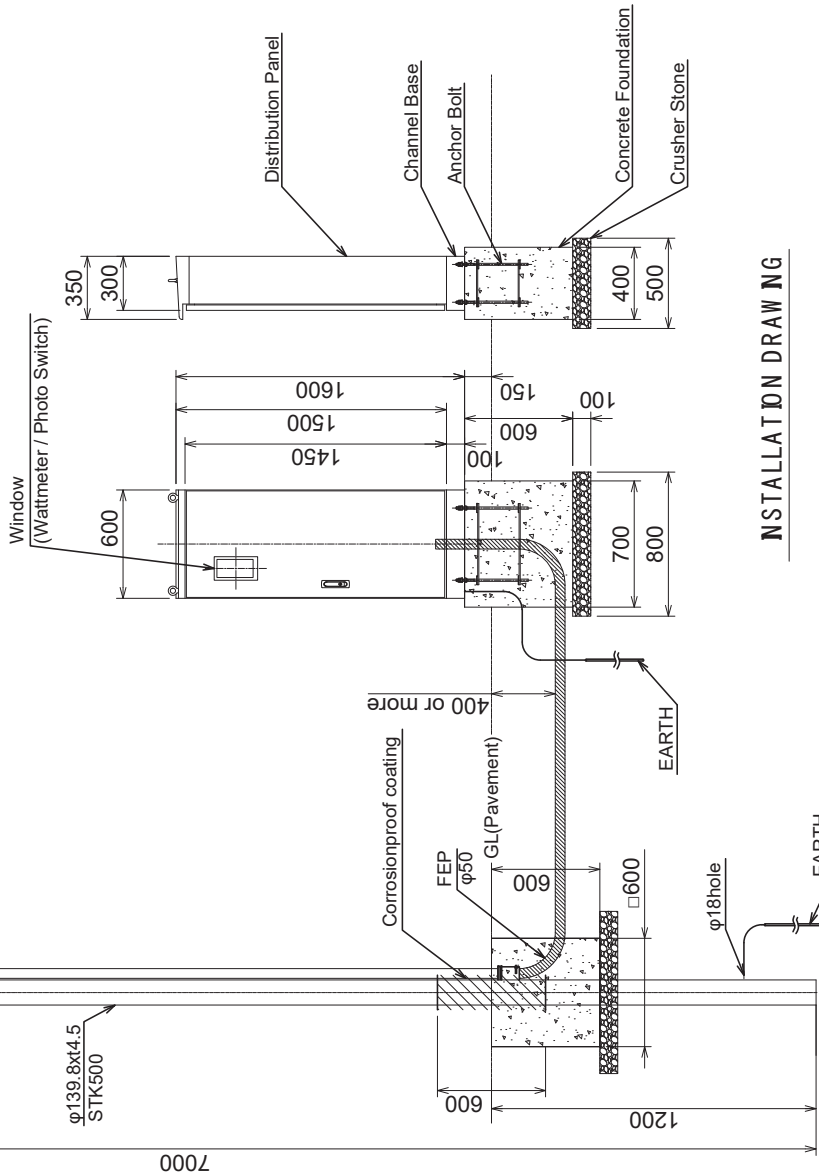 Window
(Wattmeter / Photo Switch)
350
300
600
1600
1500
1450
100
150
600
100
Distribution Panel
Channel Base
Anchor Bolt
Concrete Foundation
Crusher Stone
400
500
700
800
400 or more
GL(Pavement)
EARTH
Corrosionproof coating
FEP
φ50
600
□600
φ139.8xt4.5
STK500
600
φ18hole
EARTH
1200
7000
INSTALLATION DRAWING